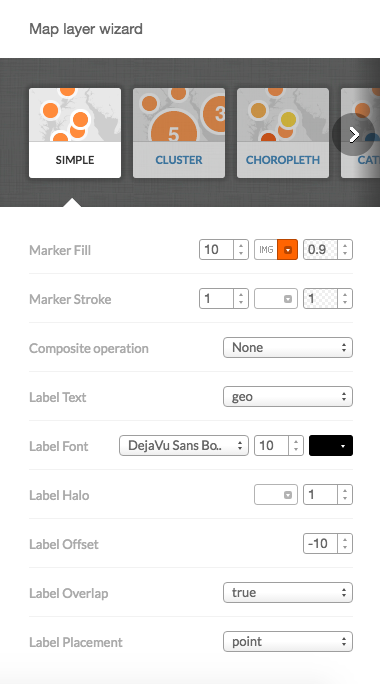 Map layer wizard
5 3
SIMPLE CLUSTER CHOROPLETH CAT
Marker Fill 10 IMG 0.9
Marker Stroke 1 1
Composite operation None
Label Text geo
Label Font DejaVu Sans Bo.. 10
Label Halo 1
Label Offset -10
Label Overlap true
Label Placement point